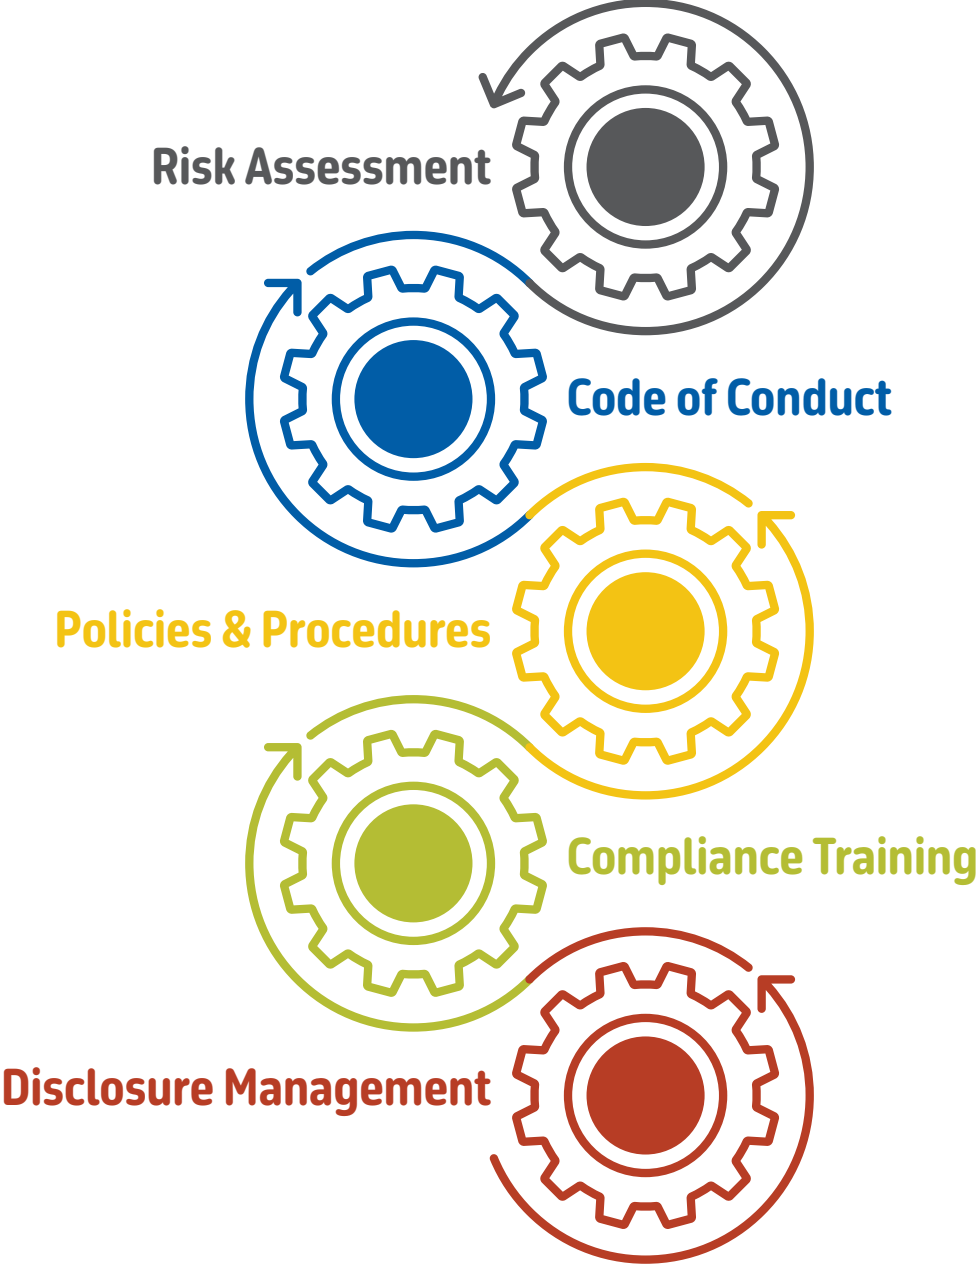 Risk Assessment
Code of Conduct
Policies & Procedures
Compliance Training
Disclosure Management